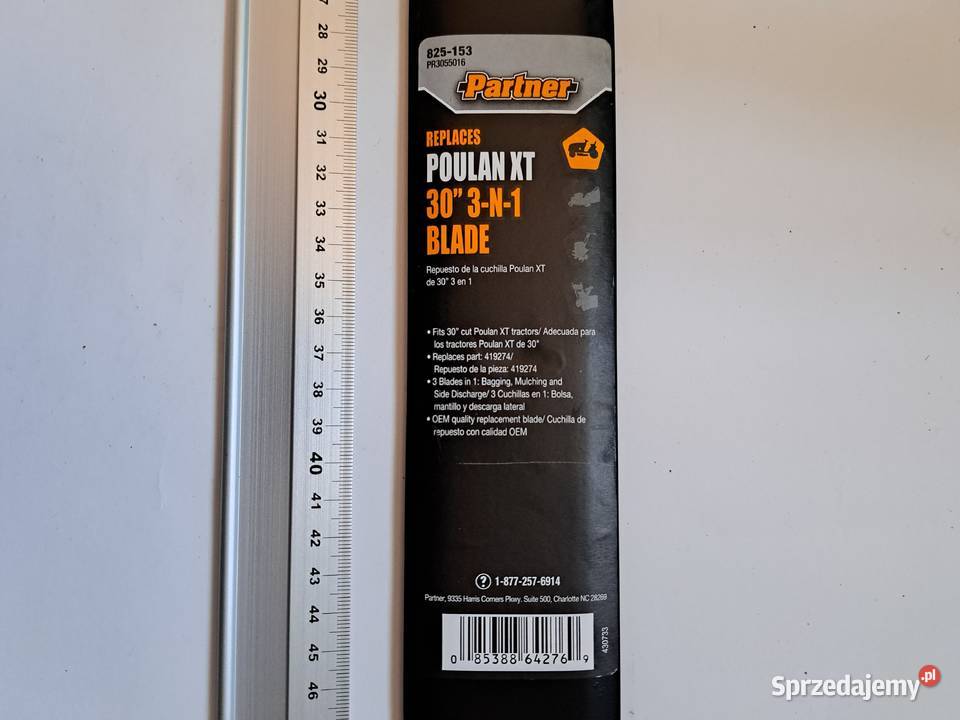 28
29
30
31
32
33
34
35
36
37
38
39
40
41
42
43
44
45
46
825-153
PR3055016
Partner
REPLACES
POULAN XT
30" 3-N-1
BLADE
Repuesto de la cuchilla Poulan XT
de 30" 3 en 1
• Fits 30" cut Poulan XT tractors/ Adecuada para
los tractores Poulan XT de 30"
• Replaces part: 419274/
Repuesto de la pieza: 419274
• 3 Blades in 1: Bagging, Mulching and
Side Discharge/ 3 Cuchillas en 1: Bolsa,
mantillo y descarga lateral
• OEM quality replacement blade/ Cuchilla de
repuesto con calidad OEM
? 1-877-257-6914
Partner, 9335 Harris Corners Pkwy. Suite 500, Charlotte NC 28269
0 85388 64276 9
430733
Sprzedajemy.pl